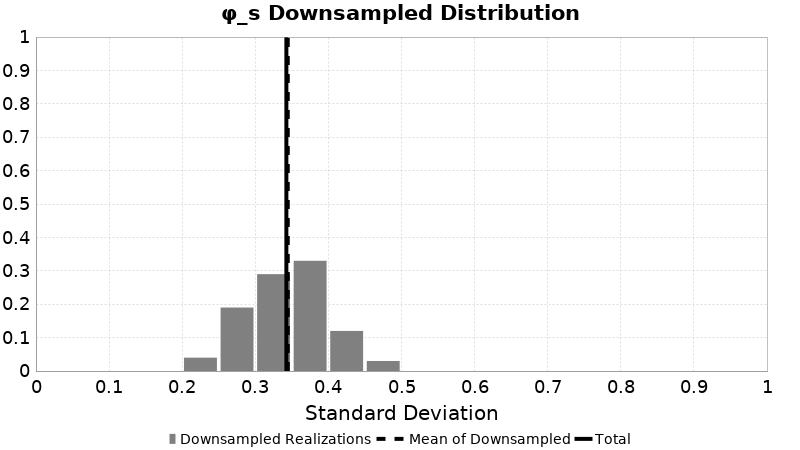 φ_s Downsampled Distribution
1
0.9
0.8
0.7
0.6
0.5
0.4
0.3
0.2
0.1
0
0 0.1 0.2 0.3 0.4 0.5 0.6 0.7 0.8 0.9 1
Standard Deviation
Downsampled Realizations Mean of Downsampled Total